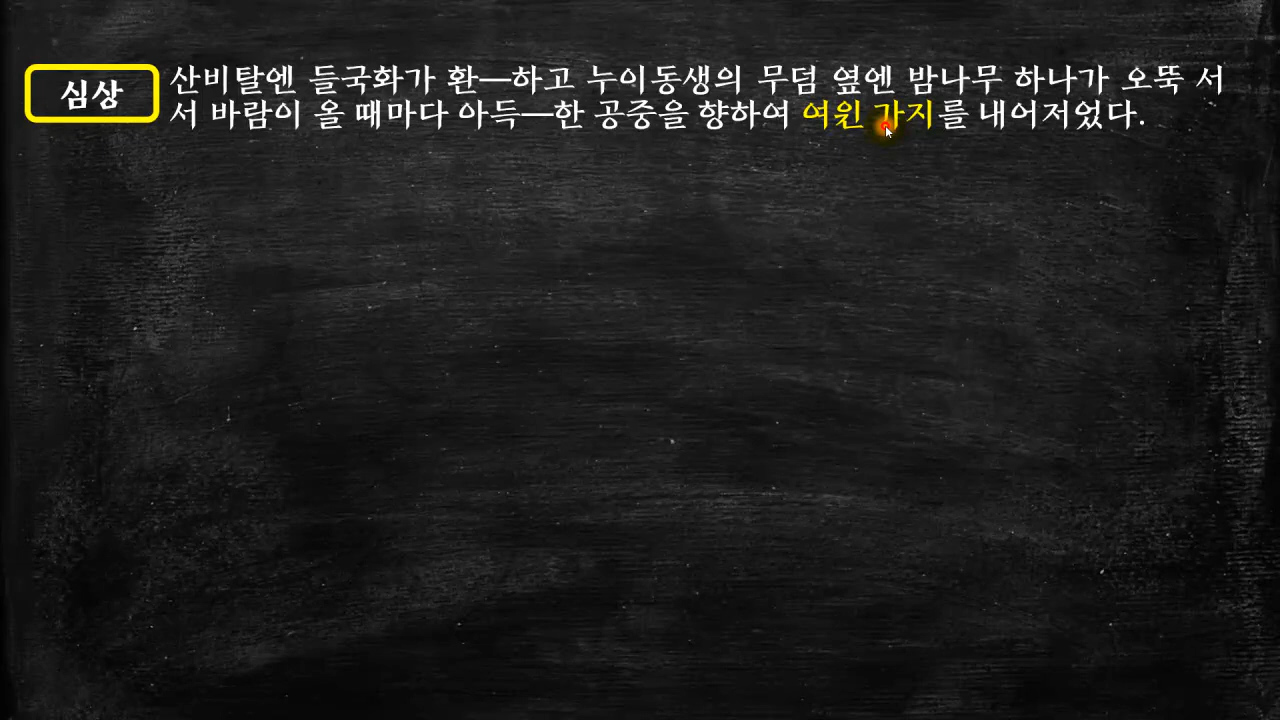 심상
산비탈엔 들국화가 환—하고 누이동생의 무덤 옆엔 밤나무 하나가 오뚝 서
서 바람이 올 때마다 아득—한 공중을 향하여 여윈 가지를 내어저었다.